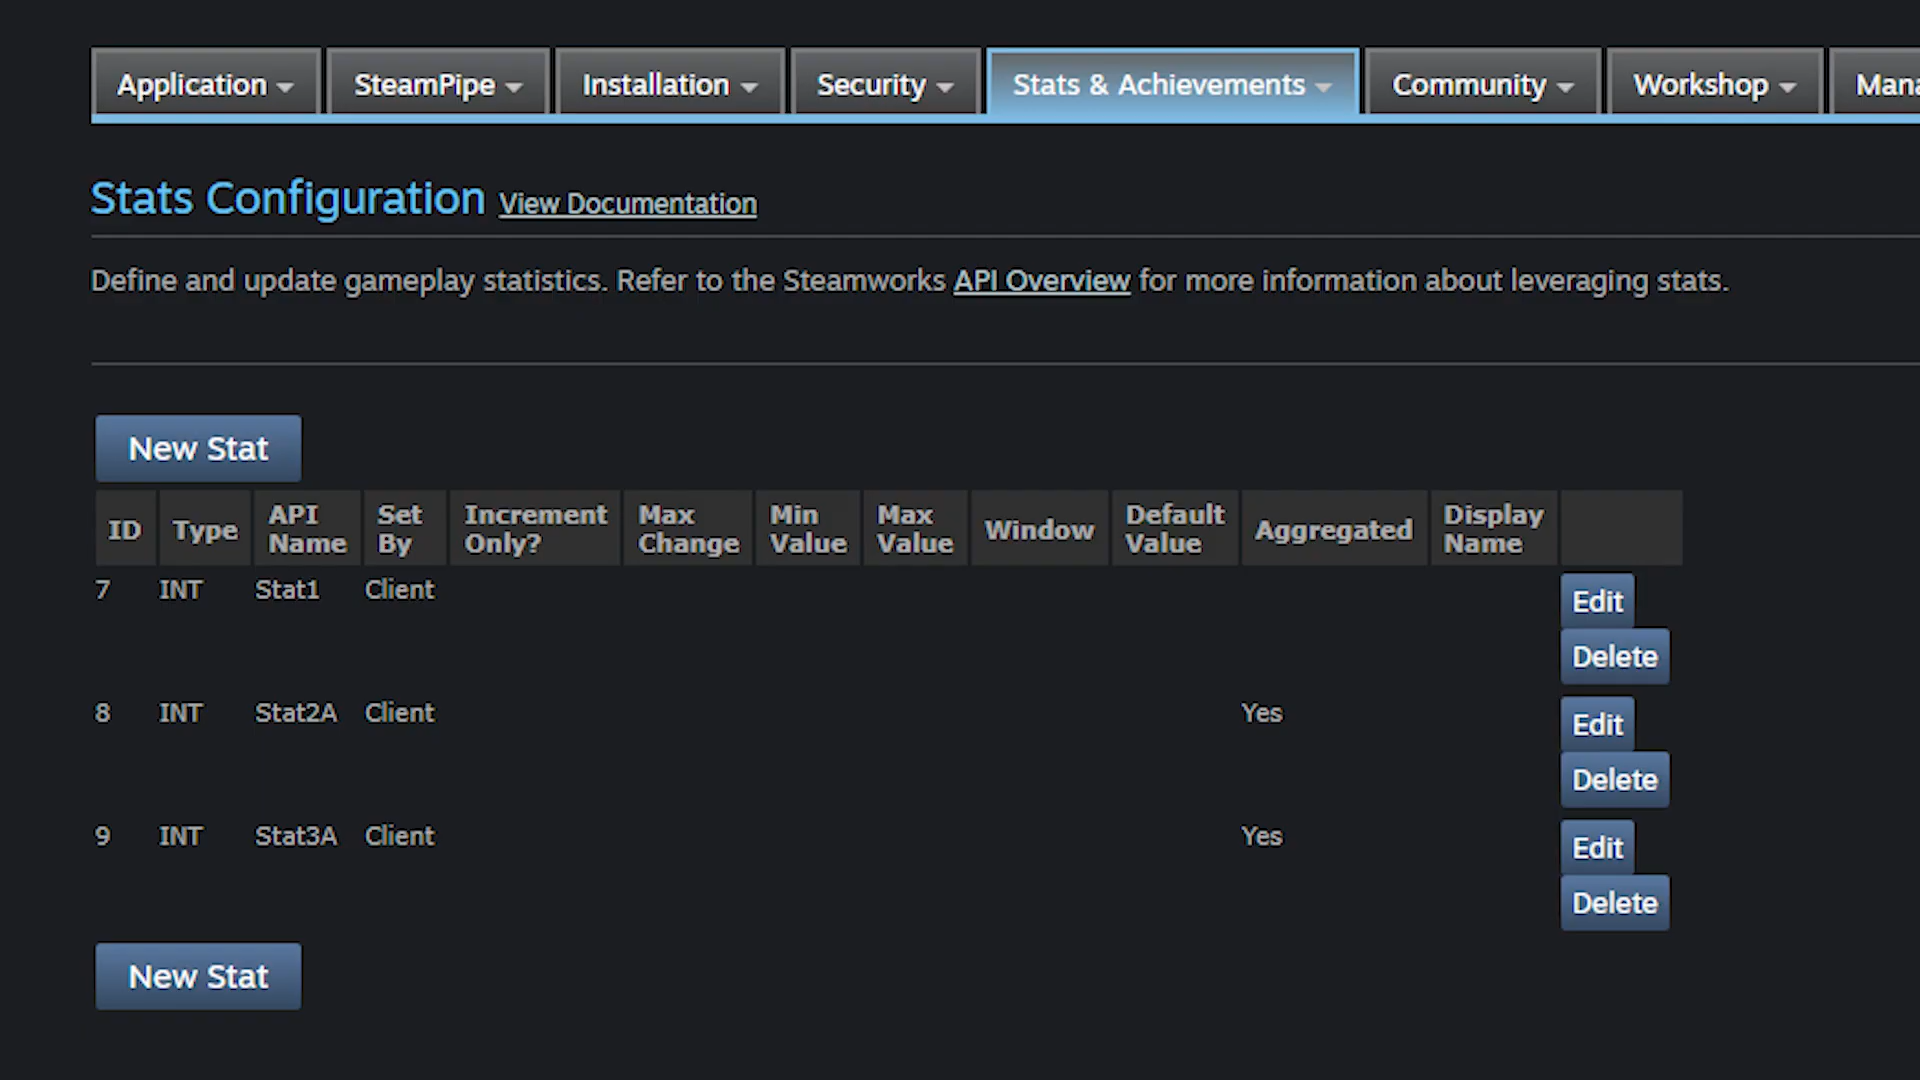 Application SteamPipe Installation Security Stats & Achievements Community Workshop
Stats Configuration View Documentation
Define and update gameplay statistics. Refer to the Steamworks API Overview for more information about leveraging stats.
New Stat
ID Type API Name Set By Increment Only? Max Change Min Value Max Value Window Default Value Aggregated Display Name
7 INT Stat1 Client Edit
Delete
8 INT Stat2A Client Yes Edit
Delete
9 INT Stat3A Client Yes Edit
Delete
New Stat